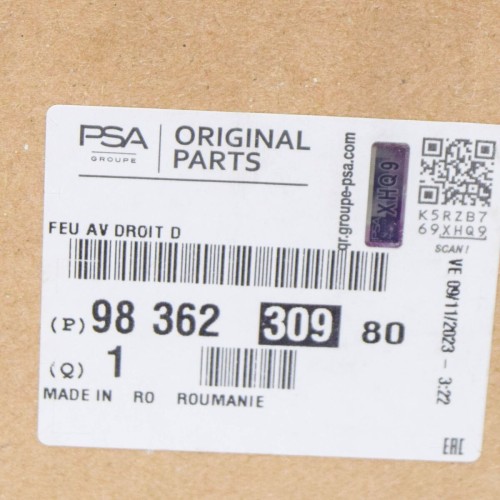 PSA
GROUPE
ORIGINAL
PARTS
qr.groupe-psa.com
XHQ9
K5RZB7
69XHQ9
SCAN!
FEU AV DROIT D
(P) 98 362 309 80
(Q) 1
MADE IN RO ROUMANIE
VE 09/11/2023 - 3:22
EAC